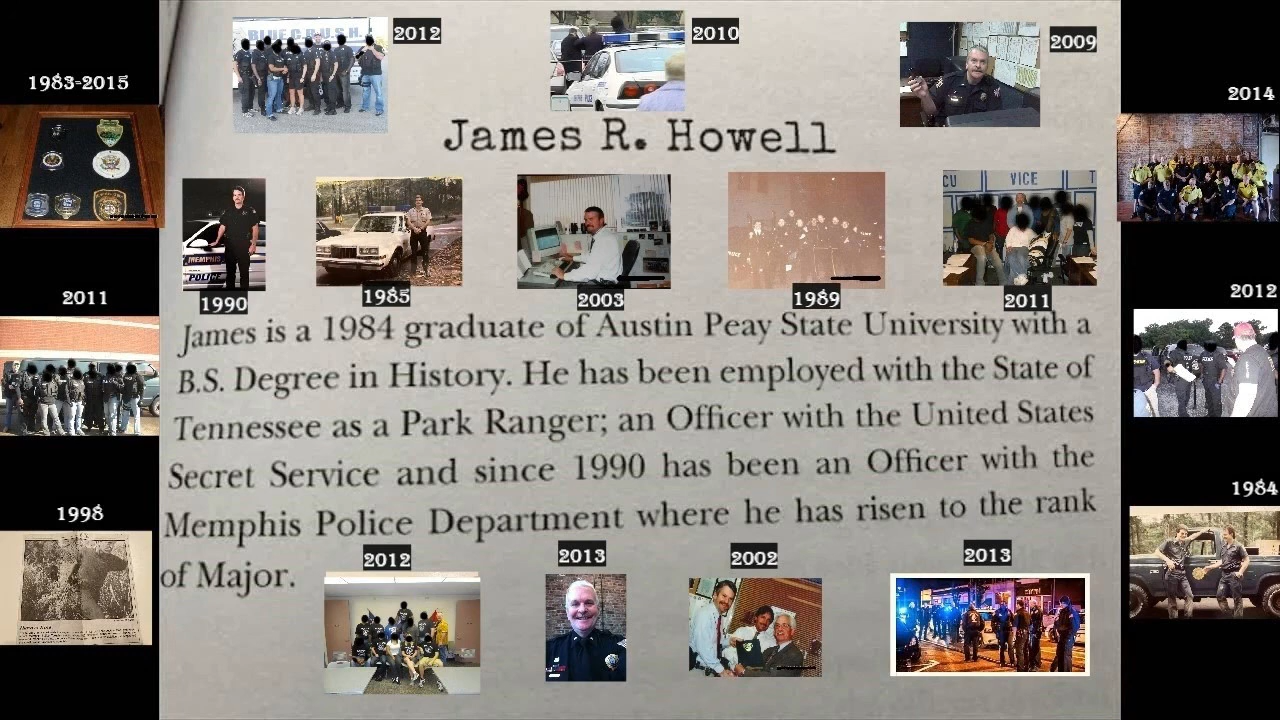 2012
2010
2009
BLUE C.R.U.S.H.
1983-2015
2014
James R. Howell
VICE
MEMPHIS
POLICE
1990
1985
2003
1989
2011
2011
2012
James is a 1984 graduate of Austin Peay State University with a
B.S. Degree in History. He has been employed with the State of
Tennessee as a Park Ranger; an Officer with the United States
Secret Service and since 1990 has been an Officer with the
Memphis Police Department where he has risen to the rank
of Major.
1998
1984
2012
2013
2002
2013